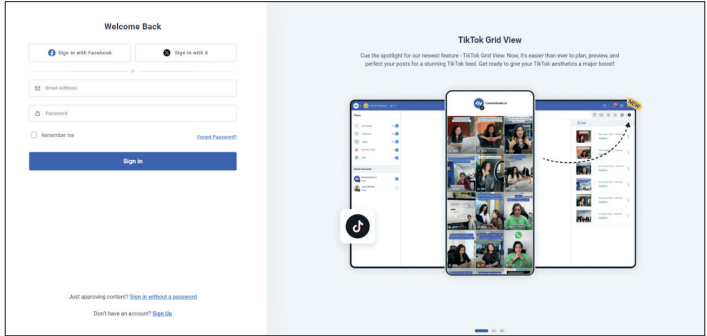 Welcome Back
Sign in with Facebook
Sign in with X
or
Email Address
Password
Remember me
Forgot Password?
Sign in
Just approving content? Sign in without a password
Don't have an account? Sign Up
TikTok Grid View
Cue the spotlight for our newest feature - TikTok Grid View. Now, it's easier than ever to plan, preview, and
perfect your posts for a stunning TikTok feed. Get ready to give your TikTok aesthetics a major boost!
NEW
ContentStudio.io